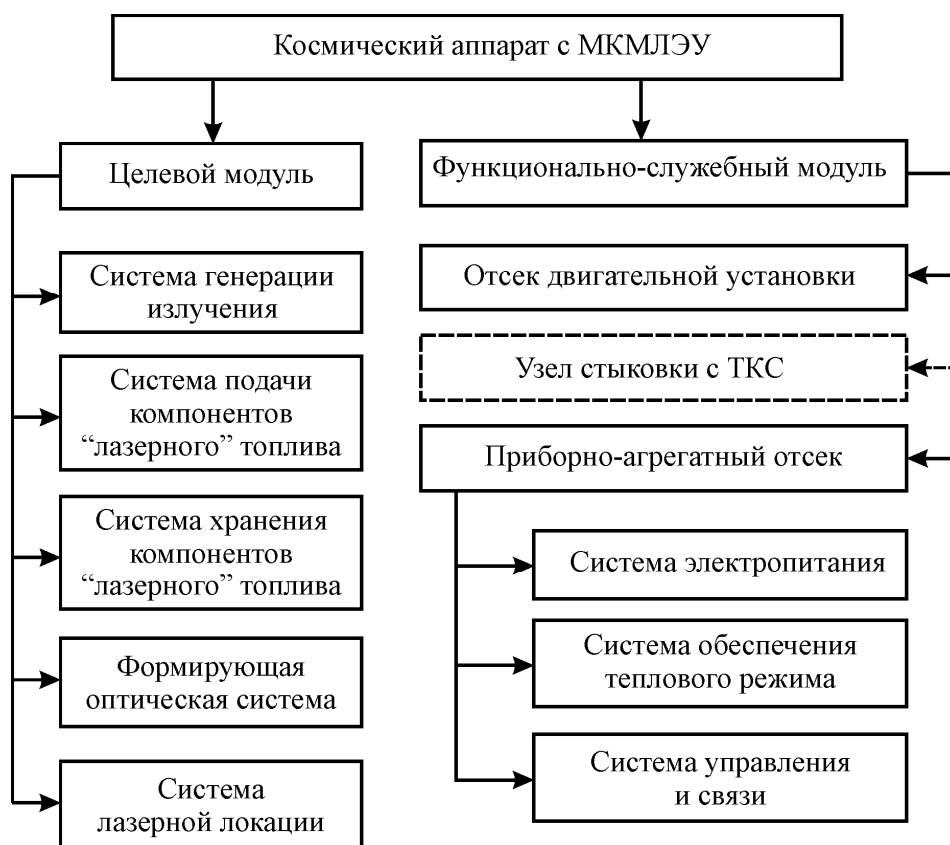 Космический аппарат с МКМЛЭУ
Целевой модуль
Система генерации
излучения
Система подачи
компонентов
“лазерного” топлива
Система хранения
компонентов
“лазерного” топлива
Формирующая
оптическая система
Система
лазерной локации
Функционально-служебный модуль
Отсек двигательной установки
Узел стыковки с ТКС
Приборно-агрегатный отсек
Система электропитания
Система обеспечения
теплового режима
Система управления
и связи